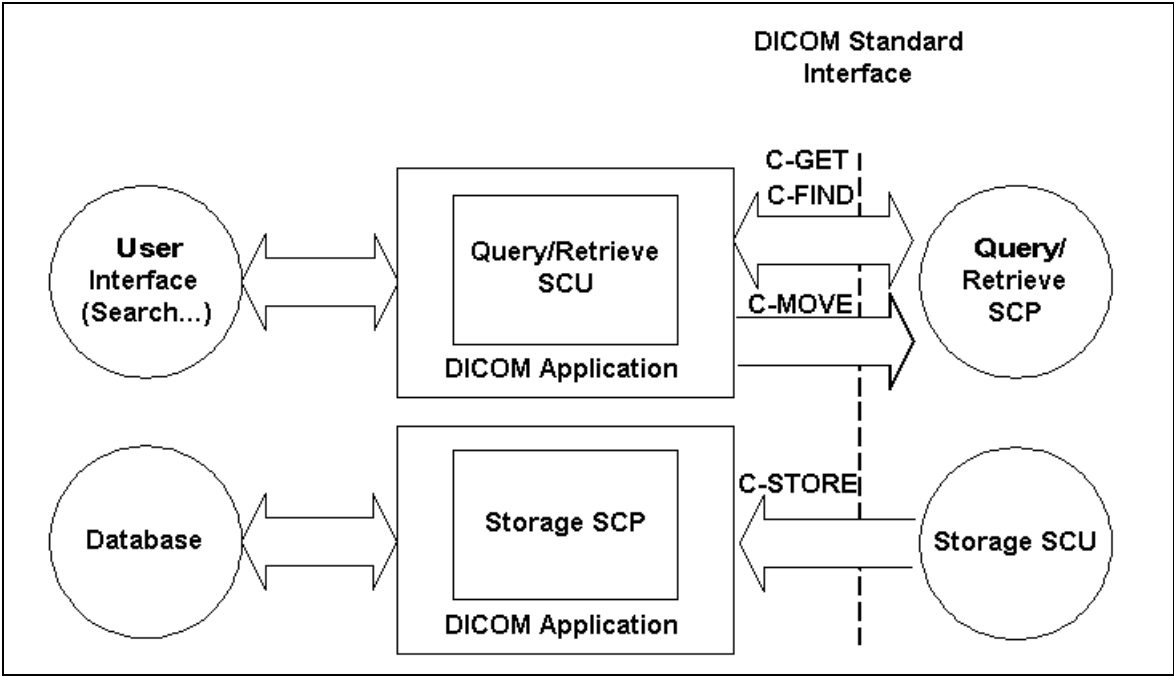 DICOM Standard
Interface
C-GET
C-FIND
User
Interface
(Search...)
Query/Retrieve
SCU
DICOM Application
C-MOVE
Query/
Retrieve
SCP
Database
Storage SCP
DICOM Application
C-STORE
Storage SCU